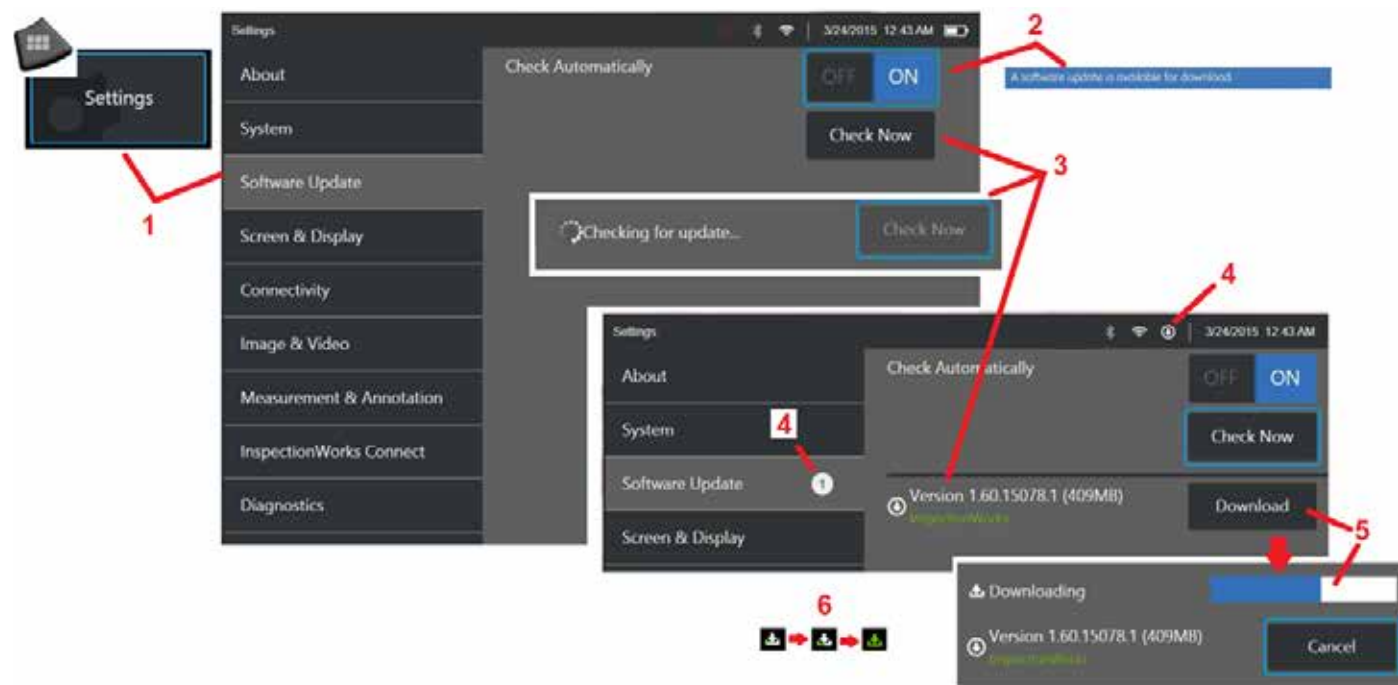 Settings
1
Settings
3/24/2015 12:43 AM
About
System
Software Update
Screen & Display
Connectivity
Image & Video
Measurement & Annotation
InspectionWorks Connect
Diagnostics
Check Automatically
OFF ON
Check Now
2
A software update is available for download.
3
Checking for update...
Check Now
4
Settings
3/24/2015 12:43 AM
About
System
4
Software Update
1
Screen & Display
Check Automatically
OFF ON
Check Now
Version 1.60.15078.1 (409MB)
InspectionWorks
Download
5
Downloading
Version 1.60.15078.1 (409MB)
InspectionWorks
Cancel
6